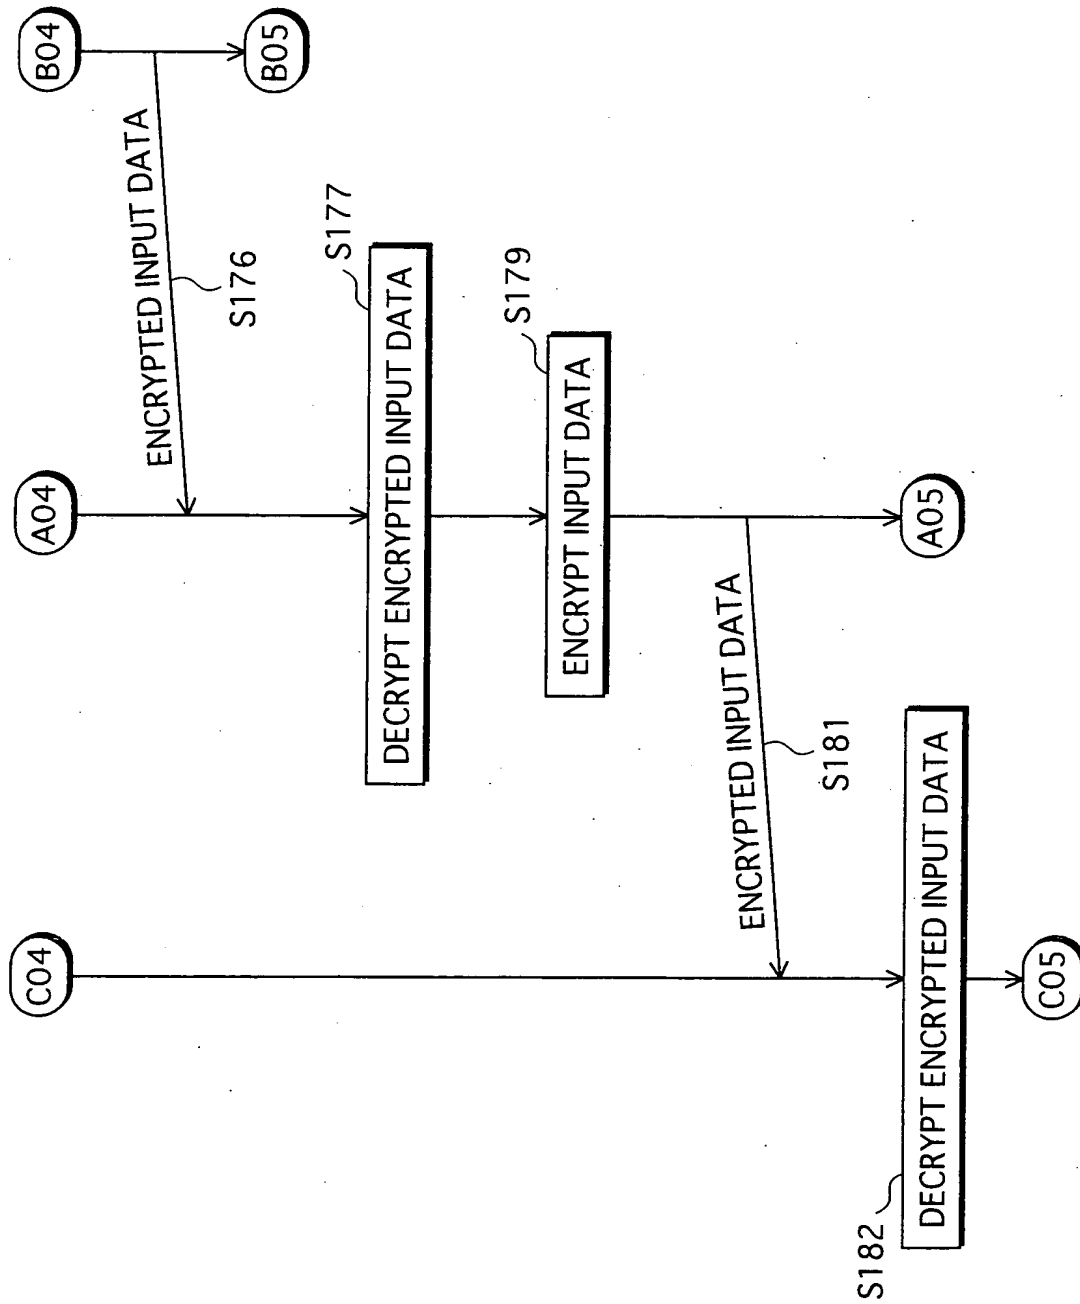 B04
B05
ENCRYPTED INPUT DATA
S176
A04
S177
DECRYPT ENCRYPTED INPUT DATA
S179
ENCRYPT INPUT DATA
A05
ENCRYPTED INPUT DATA
S181
C04
S182
DECRYPT ENCRYPTED INPUT DATA
C05